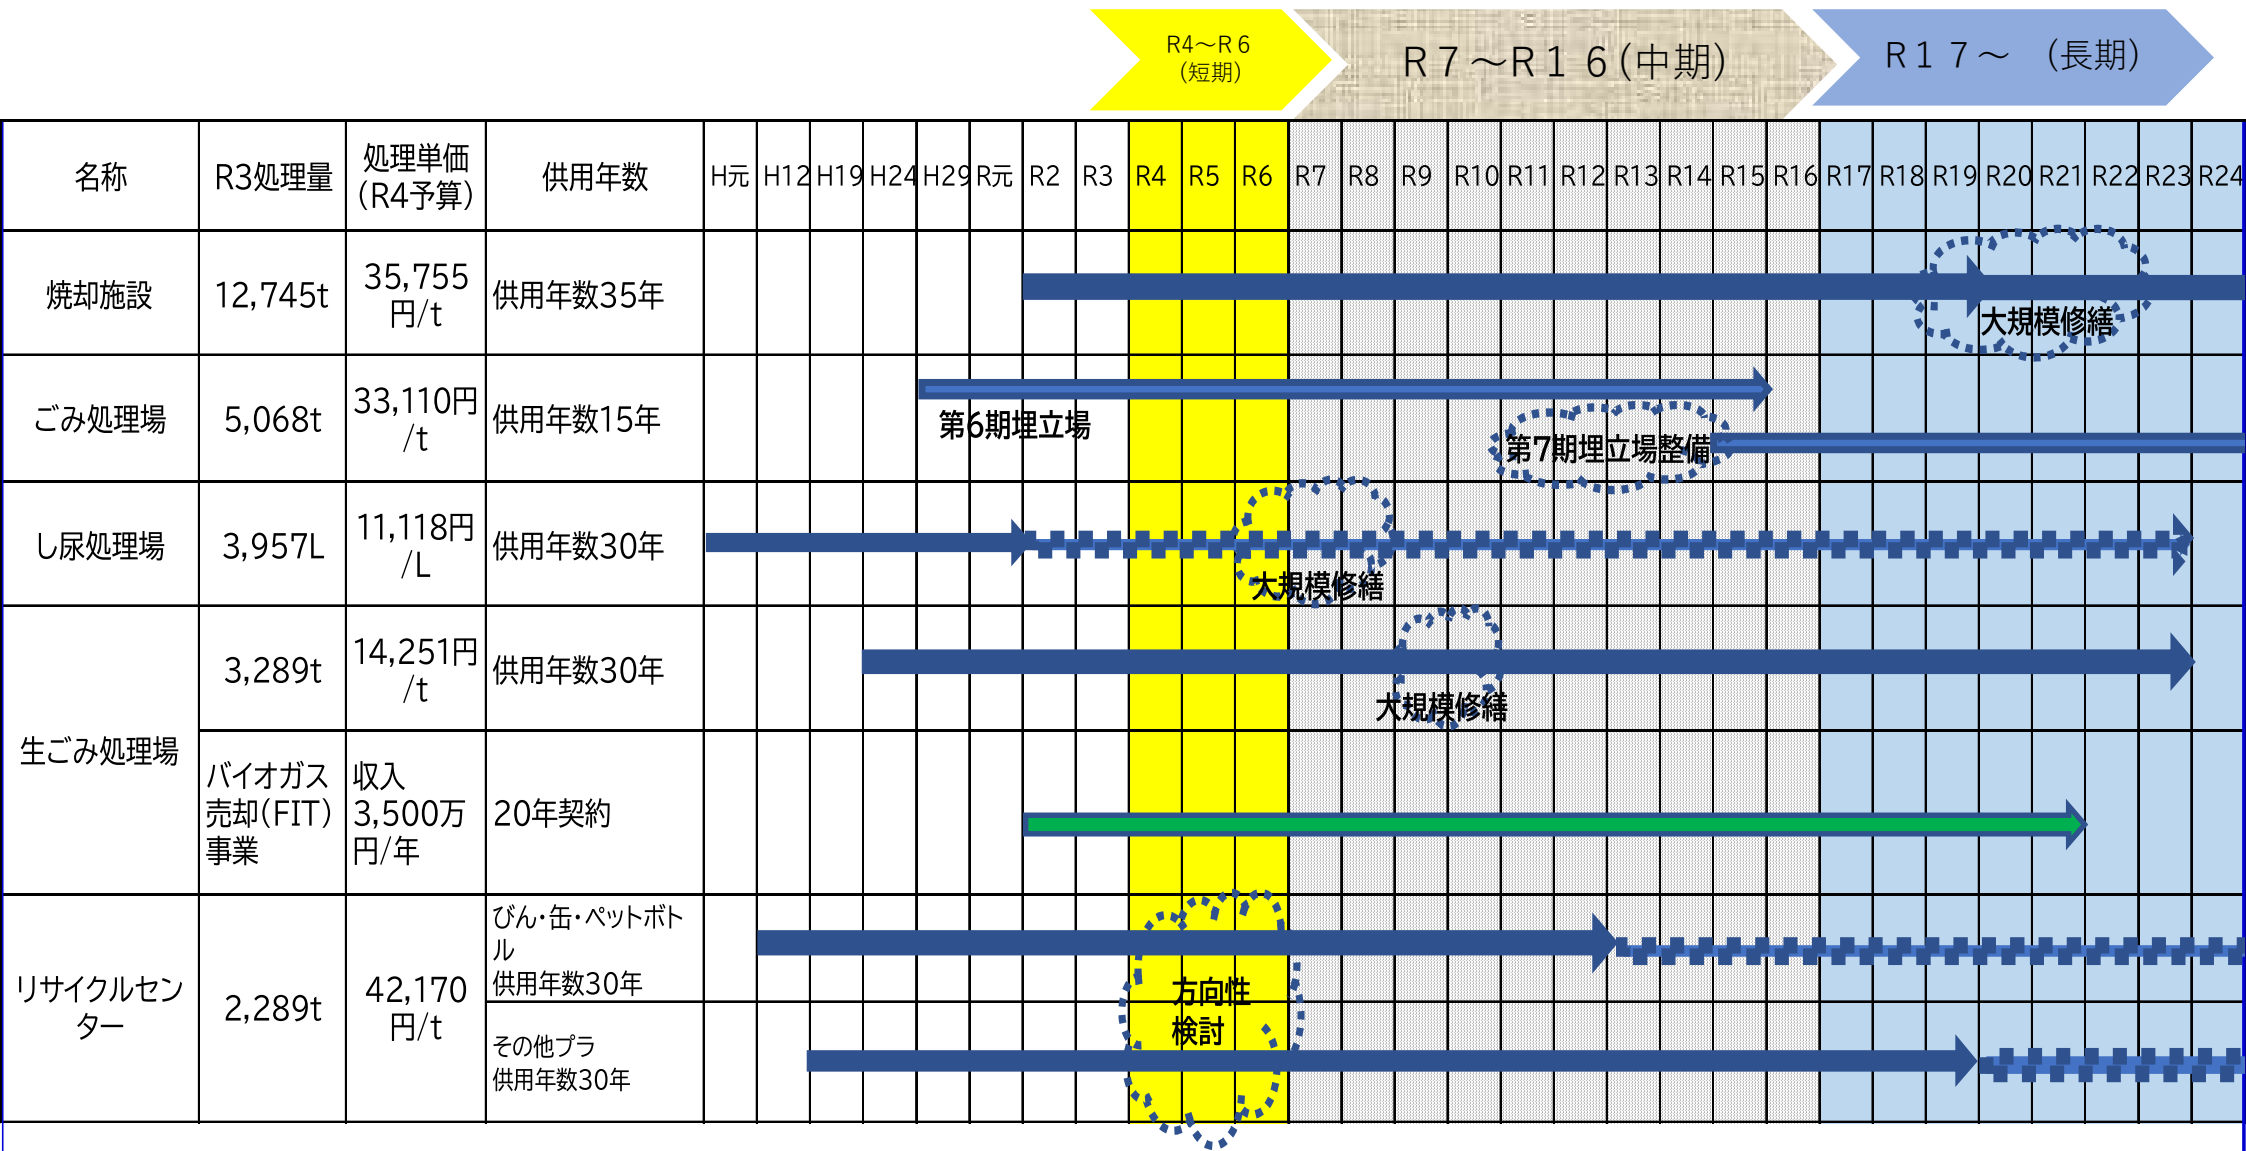 R4～R６
(短期)
R７～R１６(中期)
R１７～　(長期)
名称
R3処理量
処理単価
(R4予算)
供用年数
H元
H12
H19
H24
H29
R元
R2
R3
R4
R5
R6
R7
R8
R9
R10
R11
R12
R13
R14
R15
R16
R17
R18
R19
R20
R21
R22
R23
R24
焼却施設
12,745t
35,755
円/t
供用年数35年
大規模修繕
ごみ処理場
5,068t
33,110円
/t
供用年数15年
第6期埋立場
第7期埋立場整備
し尿処理場
3,957L
11,118円
/L
供用年数30年
大規模修繕
生ごみ処理場
3,289t
14,251円
/t
供用年数30年
大規模修繕
バイオガス
売却(FIT)
事業
収入
3,500万
円/年
20年契約
リサイクルセン
ター
2,289t
42,170
円/t
びん・缶・ペットボト
ル
供用年数30年
方向性
検討
その他プラ
供用年数30年